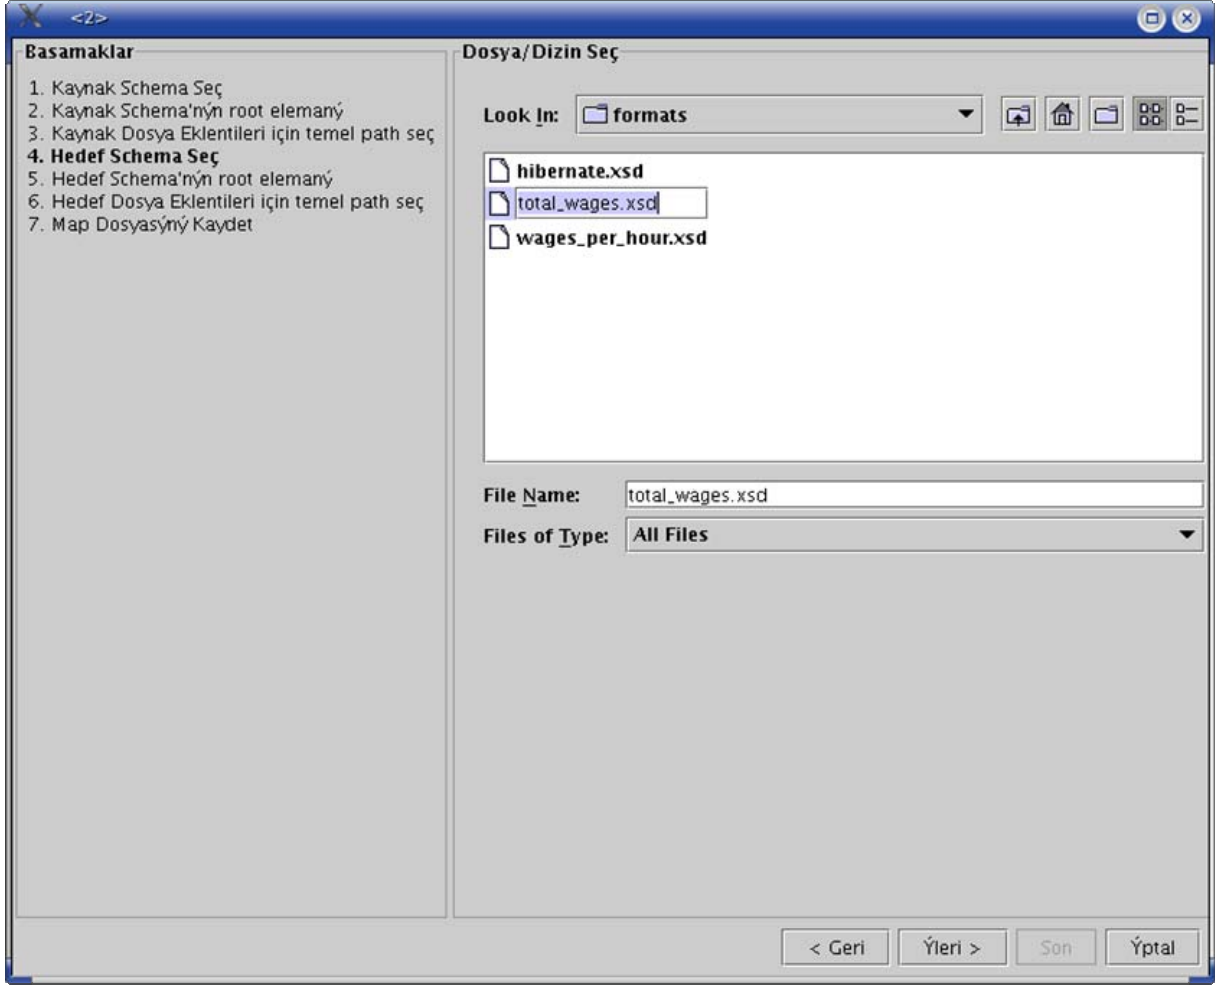 <2>
Basamaklar
1. Kaynak Schema Seç
2. Kaynak Schema'nýn root elemaný
3. Kaynak Dosya Eklentileri için temel path seç
4. Hedef Schema Seç
5. Hedef Schema'nýn root elemaný
6. Hedef Dosya Eklentileri için temel path seç
7. Map Dosyasýný Kaydet
Dosya/Dizin Seç
Look In: formats
hibernate.xsd
total_wages.xsd
wages_per_hour.xsd
File Name: total_wages.xsd
Files of Type: All Files
< Geri Ýleri > Son Ýptal